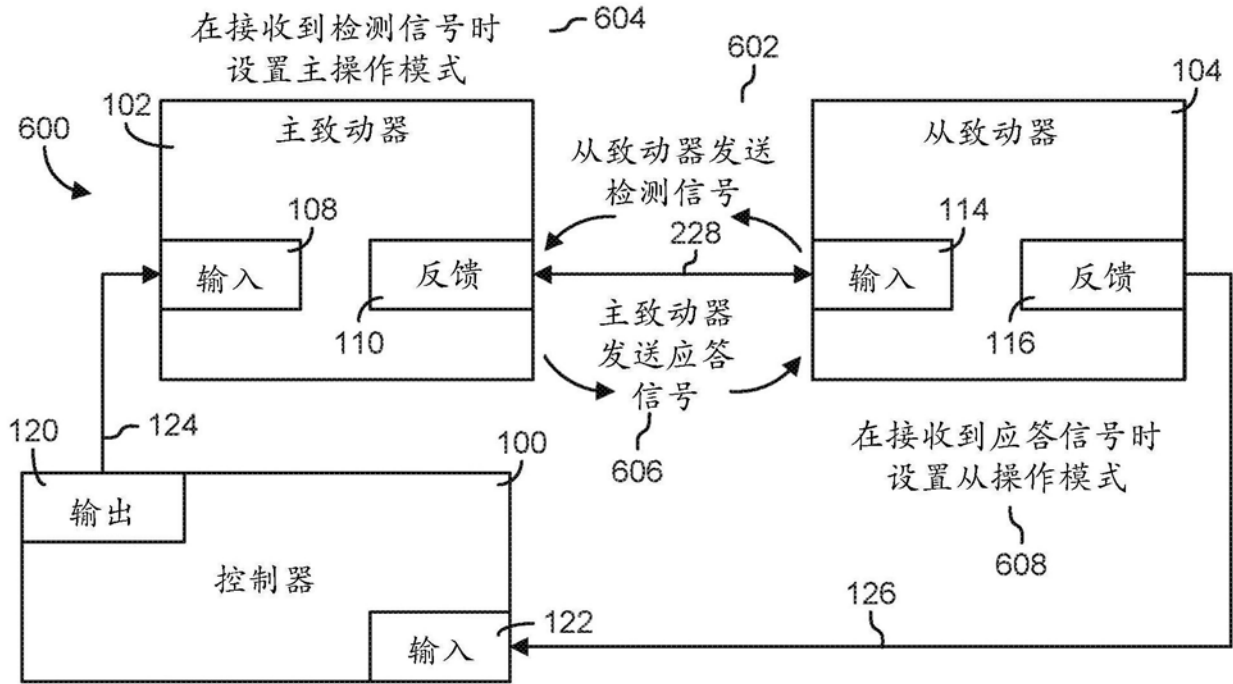 在接收到检测信号时
设置主操作模式
604
602
600
102
主致动器
104
从致动器
从致动器发送
检测信号
108
输入
110
反馈
228
114
输入
116
反馈
主致动器
发送应答
信号
606
120
124
100
输出
控制器
122
输入
在接收到应答信号时
设置从操作模式
608
126